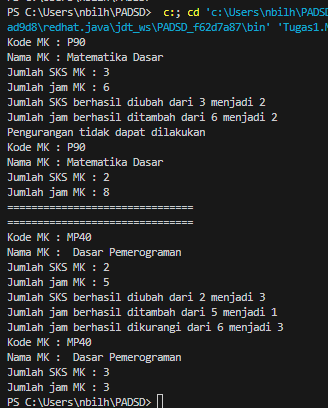 PS C:\Users\nbilh\PADSD>  c:; cd 'c:\Users\nbilh\PADSD
ad9d8\redhat.java\jdt_ws\PADSD_f62d7a87\bin' 'Tugas1.M
Kode MK : P90
Nama MK : Matematika Dasar
Jumlah SKS MK : 3
Jumlah jam MK : 6
Jumlah SKS berhasil diubah dari 3 menjadi 2
Jumlah jam berhasil ditambah dari 6 menjadi 2
Pengurangan tidak dapat dilakukan
Kode MK : P90
Nama MK : Matematika Dasar
Jumlah SKS MK : 2
Jumlah jam MK : 8
===============================
===============================
Kode MK : MP40
Nama MK :  Dasar Pemerograman
Jumlah SKS MK : 2
Jumlah jam MK : 5
Jumlah SKS berhasil diubah dari 2 menjadi 3
Jumlah jam berhasil ditambah dari 5 menjadi 1
Jumlah jam berhasil dikurangi dari 6 menjadi 3
Kode MK : MP40
Nama MK :  Dasar Pemerograman
Jumlah SKS MK : 3
Jumlah jam MK : 3
PS C:\Users\nbilh\PADSD>